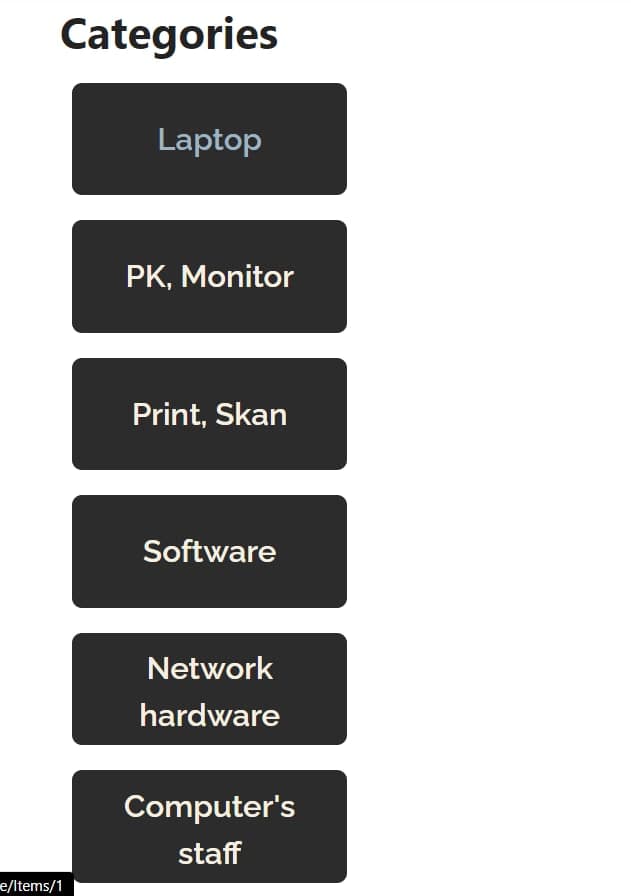 Categories
Laptop
PK, Monitor
Print, Skan
Software
Network
hardware
Computer's
staff
e/Items/1